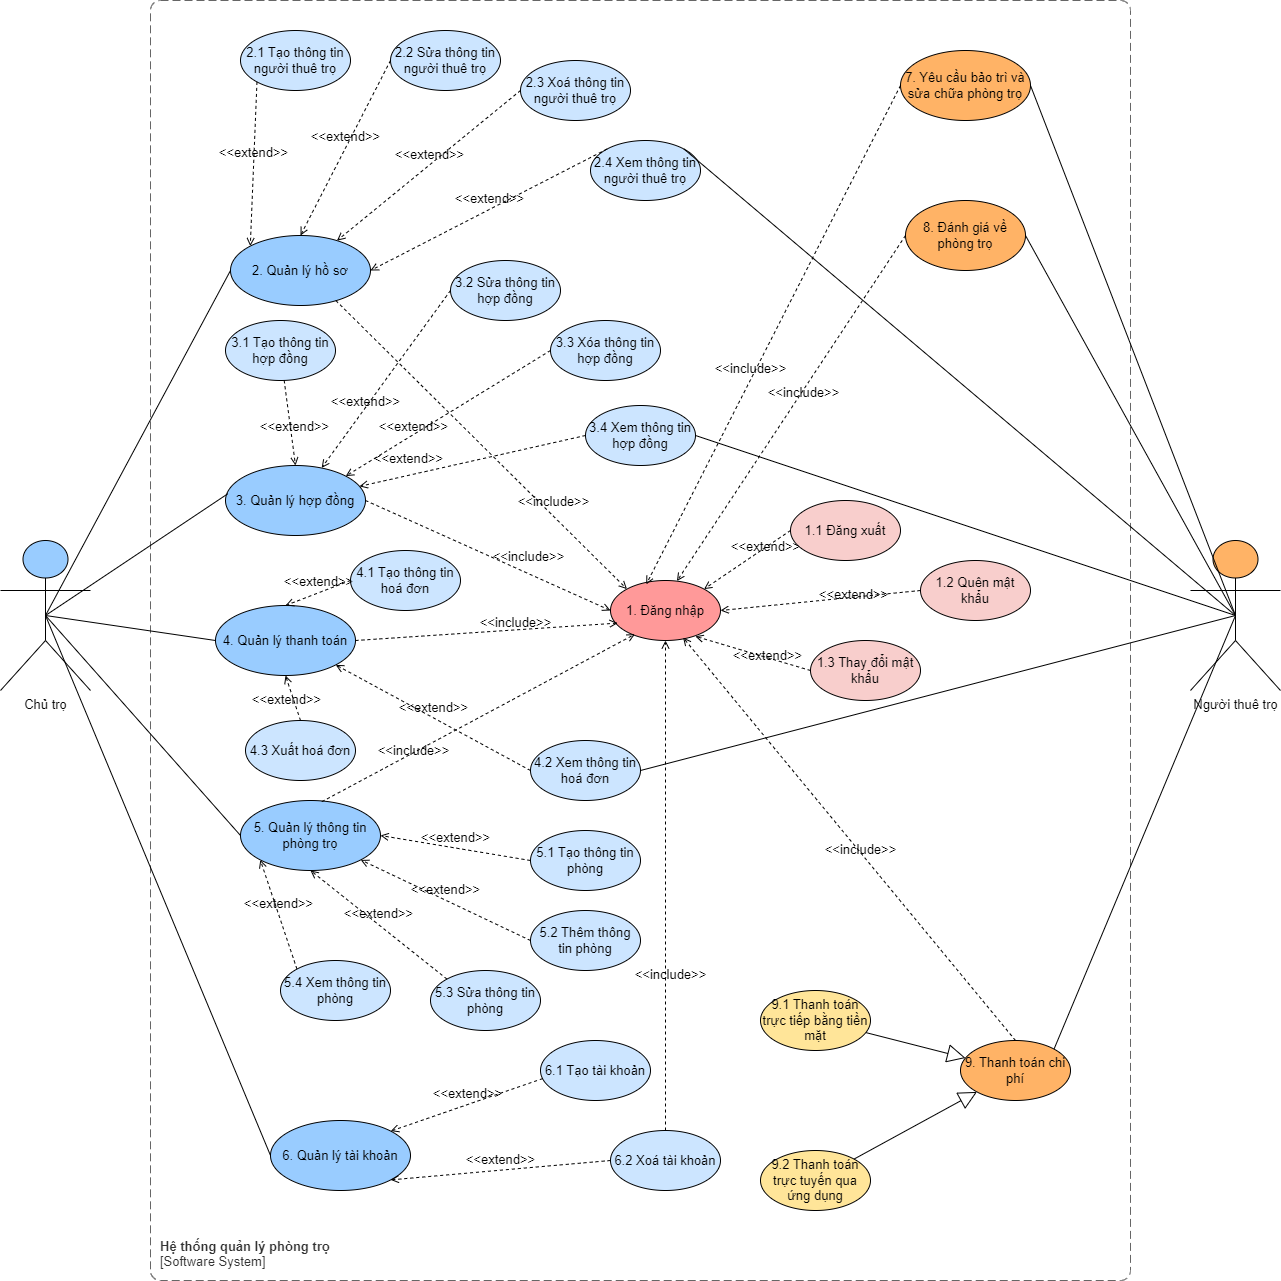 2.1 Tạo thông tin
người thuê trọ
2.2 Sửa thông tin
người thuê trọ
2.3 Xoá thông tin
người thuê trọ
7. Yêu cầu bảo trì và
sửa chữa phòng trọ
<<extend>>
<<extend>>
<<extend>>
2.4 Xem thông tin
người thuê trọ
<<extend>>
8. Đánh giá về
phòng trọ
2. Quản lý hồ sơ
3.2 Sửa thông tin
hợp đồng
3.1 Tạo thông tin
hợp đồng
3.3 Xóa thông tin
hợp đồng
<<include>>
<<include>>
<<extend>>
<<extend>>
<<extend>>
3.4 Xem thông tin
hợp đồng
<<extend>>
3. Quản lý hợp đồng
<<include>>
1.1 Đăng xuất
<<extend>>
<<include>>
4.1 Tạo thông tin
hoá đơn
<<extend>>
1.2 Quện mật
khẩu
<<extend>>
1. Đăng nhập
<<include>>
4. Quản lý thanh toán
<<extend>>
1.3 Thay đổi mật
khẩu
Chủ trọ
Người thuê trọ
<<extend>>
<<extend>>
4.3 Xuất hoá đơn
<<include>>
4.2 Xem thông tin
hoá đơn
5. Quản lý thông tin
phòng trọ
<<extend>>
5.1 Tạo thông tin
phòng
<<include>>
<<extend>>
<<extend>>
<<extend>>
5.2 Thêm thông
tin phòng
5.4 Xem thông tin
phòng
5.3 Sửa thông tin
phòng
<<include>>
9.1 Thanh toán
trực tiếp bằng tiền
mặt
9. Thanh toán chi
phí
6.1 Tạo tài khoản
<<extend>>
6. Quản lý tài khoản
<<extend>>
6.2 Xoá tài khoản
9.2 Thanh toán
trực tuyến qua
ứng dụng
Hệ thống quản lý phòng trọ
[Software System]